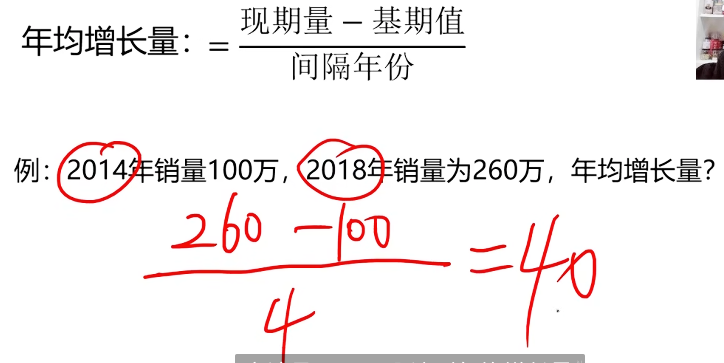 年均增长量：= 现期量 − 基期值
间隔年份
例：2014年销量100万，2018年销量为260万，年均增长量？
260 −100
= 40
4